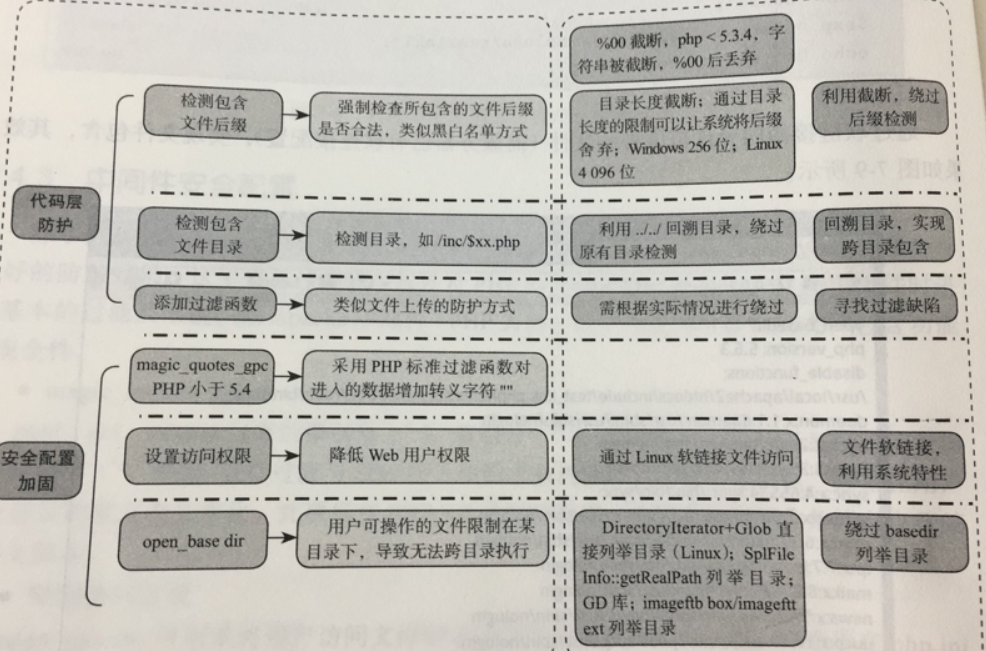 %00 截断，php < 5.3.4，字
符串被截断，%00 后丢弃
检测包含
文件后缀
强制检查所包含的文件后缀
是否合法，类似黑白名单方式
目录长度截断；通过目录
长度的限制可以让系统将后缀
舍弃；Windows 256 位；Linux
4 096 位
利用截断，绕过
后缀检测
代码层
防护
检测包含
文件目录
检测目录，如 /inc/$xx.php
利用 ../../ 回溯目录，绕过
原有目录检测
回溯目录，实现
跨目录包含
添加过滤函数
类似文件上传的防护方式
需根据实际情况进行绕过
寻找过滤缺陷
magic_quotes_gpc
PHP 小于 5.4
采用 PHP 标准过滤函数对
进入的数据增加转义字符 ""
安全配置
加固
设置访问权限
降低 Web 用户权限
通过 Linux 软链接文件访问
文件软链接，
利用系统特性
open_base dir
用户可操作的文件限制在某
目录下，导致无法跨目录执行
DirectoryIterator+Glob 直
接列举目录（Linux）；SplFile
Info::getRealPath 列举目录；
GD 库；imageftb box/imageftt
ext 列举目录
绕过 basedir
列举目录